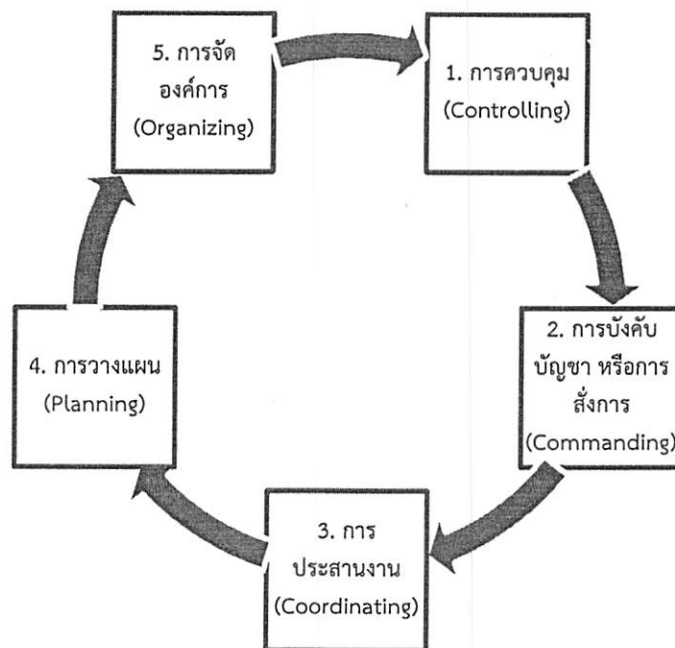 5. การจัด
องค์การ
(Organizing)
1. การควบคุม
(Controlling)
2. การบังคับ
บัญชา หรือการ
สั่งการ
(Commanding)
3. การ
ประสานงาน
(Coordinating)
4. การวางแผน
(Planning)